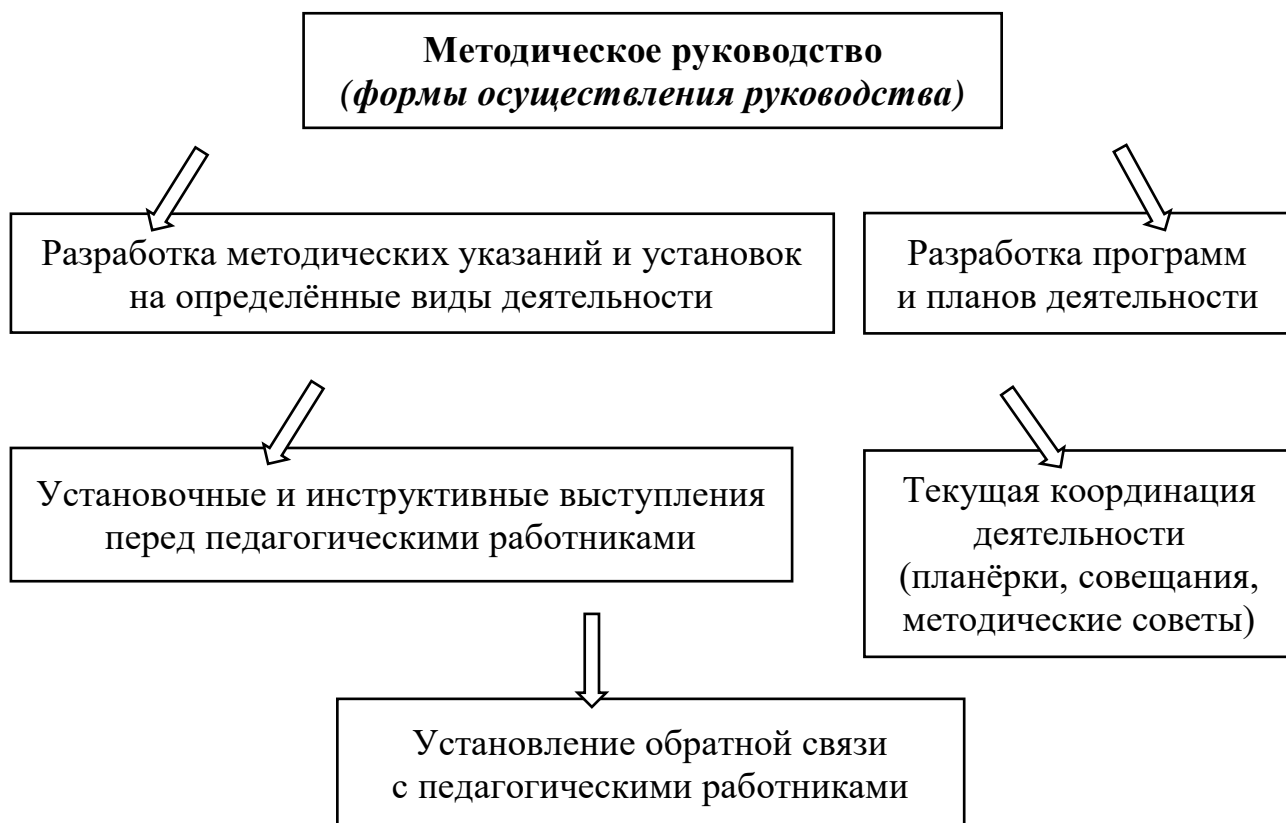 Методическое руководство
(формы осуществления руководства)
Разработка методических указаний и установок
на определённые виды деятельности
Разработка программ
и планов деятельности
Установочные и инструктивные выступления
перед педагогическими работниками
Текущая координация
деятельности
(планёрки, совещания,
методические советы)
Установление обратной связи
с педагогическими работниками